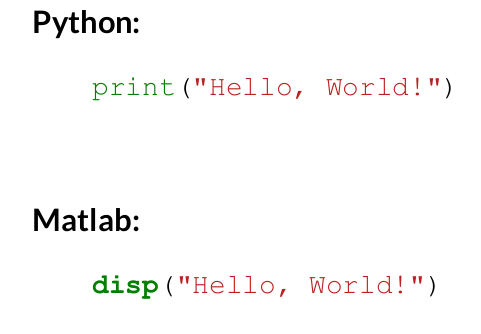 Python:
print("Hello, World!")
Matlab:
disp("Hello, World!")